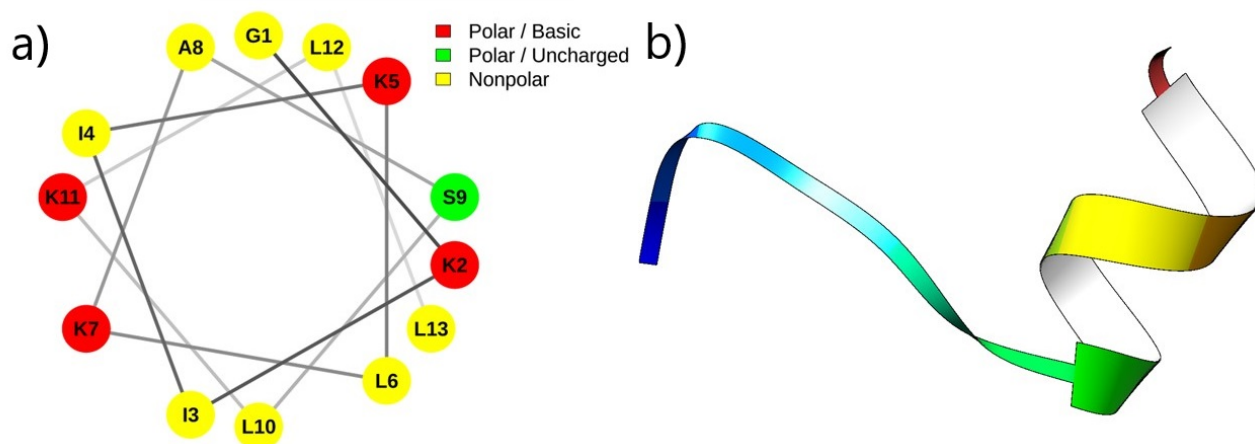 a)
G1
A8
L12
K5
I4
K11
S9
K2
K7
L13
L6
I3
L10
Polar / Basic
Polar / Uncharged
Nonpolar
b)